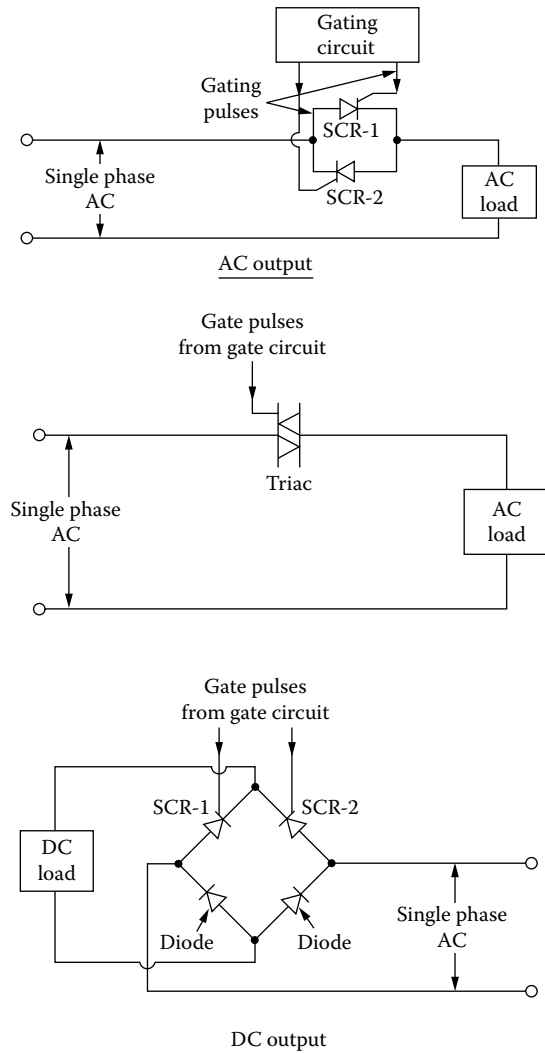 Gating
circuit
Gating
pulses
SCR-1
SCR-2
Single phase
AC
AC
load
AC output
Gate pulses
from gate circuit
Triac
Single phase
AC
AC
load
Gate pulses
from gate circuit
SCR-1
SCR-2
DC
load
Single phase
AC
Diode
Diode
DC output